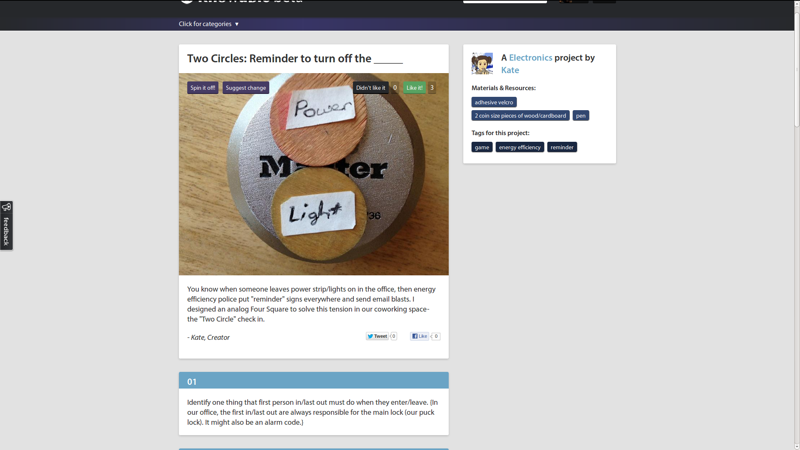 Click for categories ▼
Two Circles: Reminder to turn off the _____
Spin it off!
Suggest change
Didn't like it
0
Like it!
3
Power
Master
Light
736
You know when someone leaves power strip/lights on in the office, then energy
efficiency police put "reminder" signs everywhere and send email blasts. I
designed an analog Four Square to solve this tension in our coworking space-
the "Two Circle" check in.
- Kate, Creator
Tweet
0
Like
0
01
Identify one thing that first person in/last out must do when they enter/leave. (In
our office, the first in/last out are always responsible for the main lock (our puck
lock). It might also be an alarm code.)
A Electronics project by
Kate
Materials & Resources:
adhesive velcro
2 coin size pieces of wood/cardboard
pen
Tags for this project:
game
energy efficiency
reminder
feedback